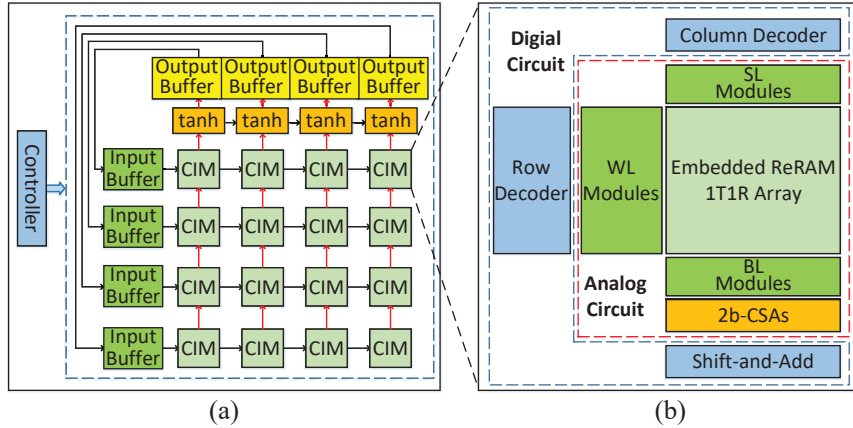 Output Output Output Output
Buffer Buffer Buffer Buffer
tanh tanh tanh tanh
Controller
Input
Buffer
CIM CIM CIM CIM
Input
Buffer
CIM CIM CIM CIM
Input
Buffer
CIM CIM CIM CIM
Input
Buffer
CIM CIM CIM CIM
(a)
Digial
Circuit
Column Decoder
SL
Modules
Row
Decoder
WL
Modules
Embedded ReRAM
1T1R Array
Analog
Circuit
BL
Modules
2b-CSAs
Shift-and-Add
(b)